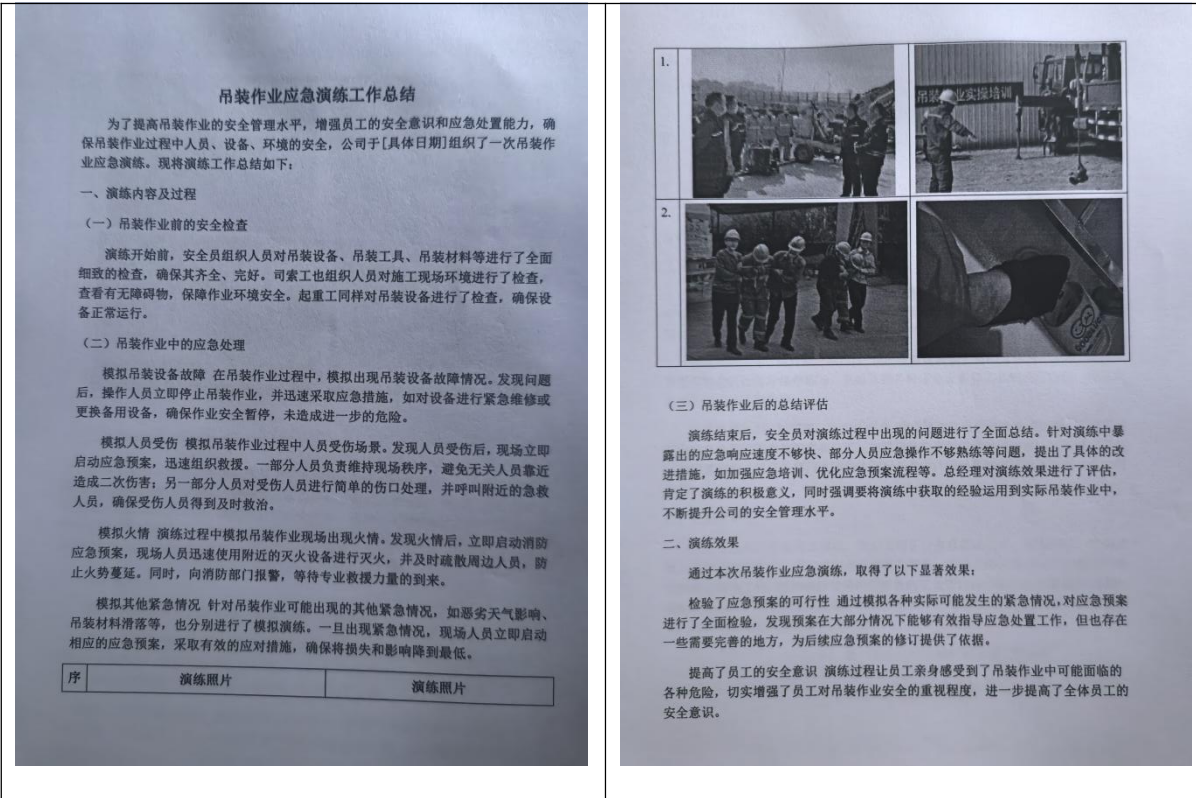 吊装作业应急演练工作总结
为了提高吊装作业的安全管理水平，增强员工的安全意识和应急处置能力，确
保吊装作业过程中人员、设备、环境的安全，公司于[具体日期]组织了一次吊装作
业应急演练。现将演练工作总结如下：
一、演练内容及过程
（一）吊装作业前的安全检查
演练开始前，安全员组织人员对吊装设备、吊装工具、吊装材料等进行了全面
细致的检查，确保其齐全、完好。司索工也组织人员对施工现场环境进行了检查，
查看有无障碍物，保障作业环境安全。起重工同样对吊装设备进行了检查，确保设
备正常运行。
（二）吊装作业中的应急处理
模拟吊装设备故障 在吊装作业过程中，模拟出现吊装设备故障情况。发现问题
后，操作人员立即停止吊装作业，并迅速采取应急措施，如对设备进行紧急维修或
更换备用设备，确保作业安全暂停，未造成进一步的危险。
模拟人员受伤 模拟吊装作业过程中人员受伤场景。发现人员受伤后，现场立即
启动应急预案，迅速组织救援。一部分人员负责维持现场秩序，避免无关人员靠近
造成二次伤害；另一部分人员对受伤人员进行简单的伤口处理，并呼叫附近的急救
人员，确保受伤人员得到及时救治。
模拟火情 演练过程中模拟吊装作业现场出现火情。发现火情后，立即启动消防
应急预案，现场人员迅速使用附近的灭火设备进行灭火，并及时疏散周边人员，防
止火势蔓延。同时，向消防部门报警，等待专业救援力量的到来。
模拟其他紧急情况 针对吊装作业可能出现的其他紧急情况，如恶劣天气影响、
吊装材料滑落等，也分别进行了模拟演练。一旦出现紧急情况，现场人员立即启动
相应的应急预案，采取有效的应对措施，确保将损失和影响降到最低。
序 演练照片 演练照片
1.
吊装 业实操培训
2.
（三）吊装作业后的总结评估
演练结束后，安全员对演练过程中出现的问题进行了全面总结。针对演练中暴
露出的应急响应速度不够快、部分人员应急操作不够熟练等问题，提出了具体的改
进措施，如加强应急培训、优化应急预案流程等。总经理对演练效果进行了评估，
肯定了演练的积极意义，同时强调要将演练中获取的经验运用到实际吊装作业中，
不断提升公司的安全管理水平。
二、演练效果
通过本次吊装作业应急演练，取得了以下显著效果：
检验了应急预案的可行性 通过模拟各种实际可能发生的紧急情况，对应急预案
进行了全面检验，发现预案在大部分情况下能够有效指导应急处置工作，但也存在
一些需要完善的地方，为后续应急预案的修订提供了依据。
提高了员工的安全意识 演练过程让员工亲身感受到了吊装作业中可能面临的
各种危险，切实增强了员工对吊装作业安全的重视程度，进一步提高了全体员工的
安全意识。